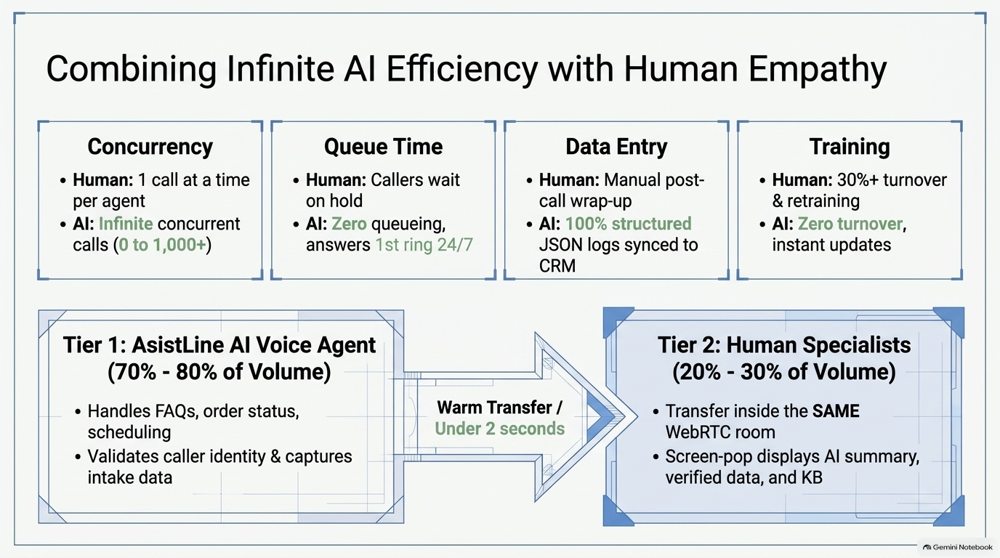 Combining Infinite AI Efficiency with Human Empathy
Concurrency
• Human: 1 call at a time
per agent
• AI: Infinite concurrent
calls (0 to 1,000+)
Queue Time
• Human: Callers wait
on hold
• AI: Zero queueing,
answers 1st ring 24/7
Data Entry
• Human: Manual post-
call wrap-up
• AI: 100% structured
JSON logs synced to
CRM
Training
• Human: 30%+ turnover
& retraining
• AI: Zero turnover,
instant updates
Tier 1: AsistLine AI Voice Agent
(70% - 80% of Volume)
• Handles FAQs, order status,
scheduling
• Validates caller identity & captures
intake data
Warm Transfer /
Under 2 seconds
Tier 2: Human Specialists
(20% - 30% of Volume)
• Transfer inside the SAME
WebRTC room
• Screen-pop displays AI summary,
verified data, and KB
Gemini Notebook